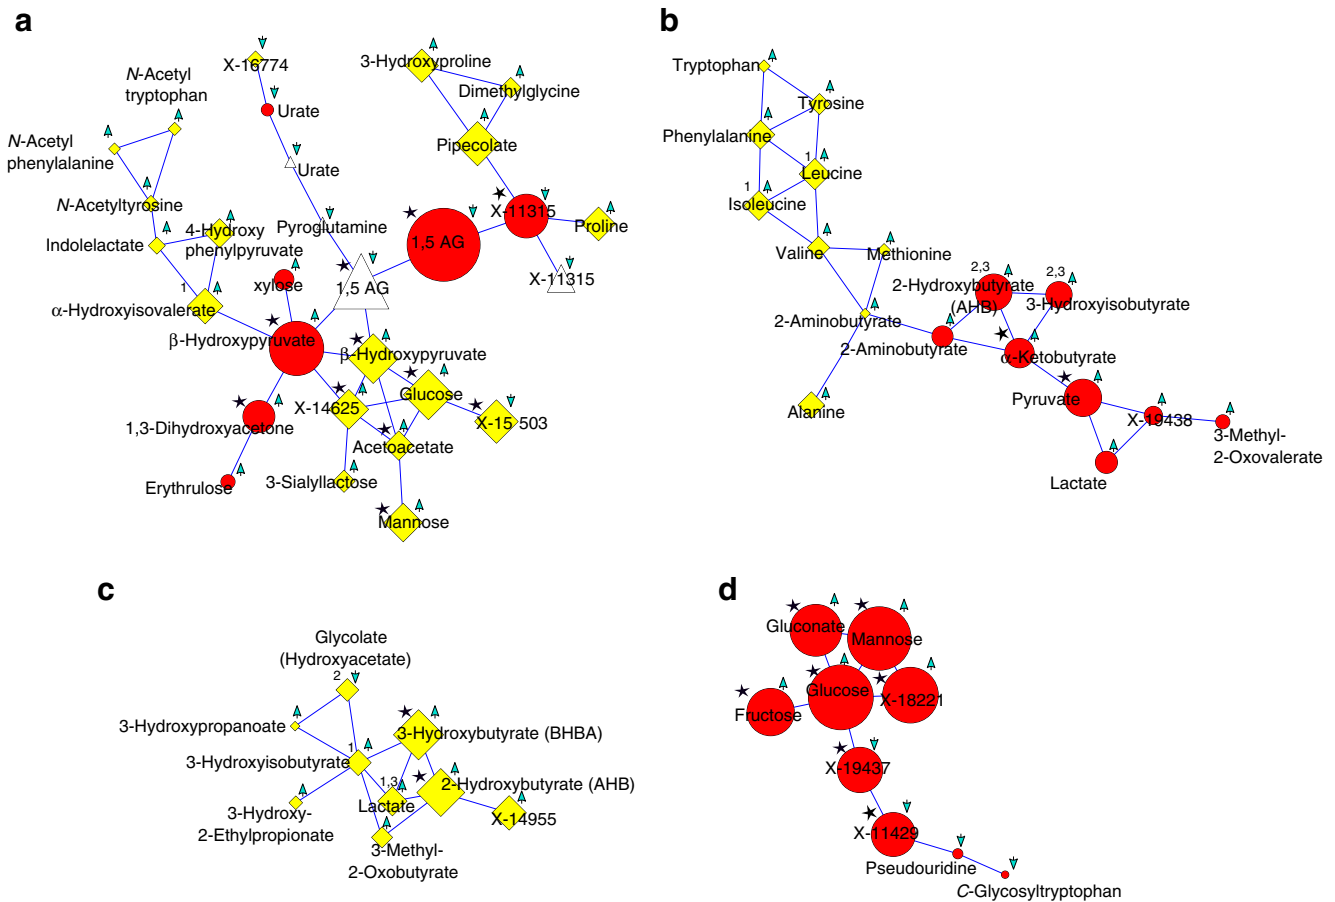 a
X-16774
N-Acetyl
tryptophan
Urate
N-Acetyl
phenylalanine
Urate
N-Acetyltyrosine
Indolelactate
4-Hydroxy
phenylpyruvate
Pyroglutamine
xylose
1
α-Hydroxyisovalerate
1,5 AG
1,5 AG
3-Hydroxyproline
Dimethylglycine
Pipecolate
X-11315
Proline
X-11315
β-Hydroxypyruvate
β-Hydroxypyruvate
Glucose
X-14625
X-15 503
1,3-Dihydroxyacetone
Acetoacetate
Erythrulose
3-Sialyllactose
Mannose
b
Tryptophan
Tyrosine
Phenylalanine
1
Leucine
1
Isoleucine
Valine
Methionine
2,3
2-Hydroxybutyrate
(AHB)
2,3
3-Hydroxyisobutyrate
2-Aminobutyrate
2-Aminobutyrate
α-Ketobutyrate
Alanine
Pyruvate
X-19438
3-Methyl-
2-Oxovalerate
Lactate
c
Glycolate
(Hydroxyacetate)
2
3-Hydroxypropanoate
3-Hydroxybutyrate (BHBA)
1
3-Hydroxyisobutyrate
1,3
Lactate
2-Hydroxybutyrate (AHB)
3-Hydroxy-
2-Ethylpropionate
X-14955
3-Methyl-
2-Oxobutyrate
d
Gluconate
Mannose
Glucose
X-18221
Fructose
X-19437
X-11429
Pseudouridine
C-Glycosyltryptophan